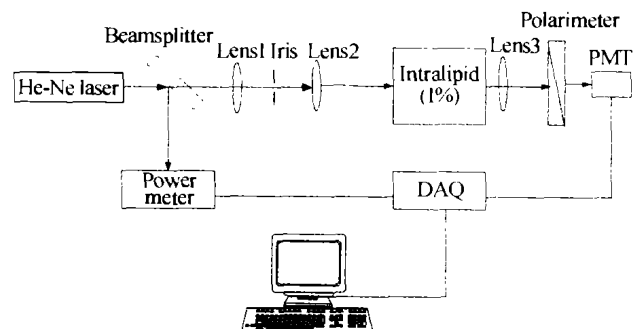 Polarimeter
Beamsplitter
Lens1 Iris Lens2
Lens3
PMT
He-Ne laser
Intralipid
(1%)
Power
meter
DAQ